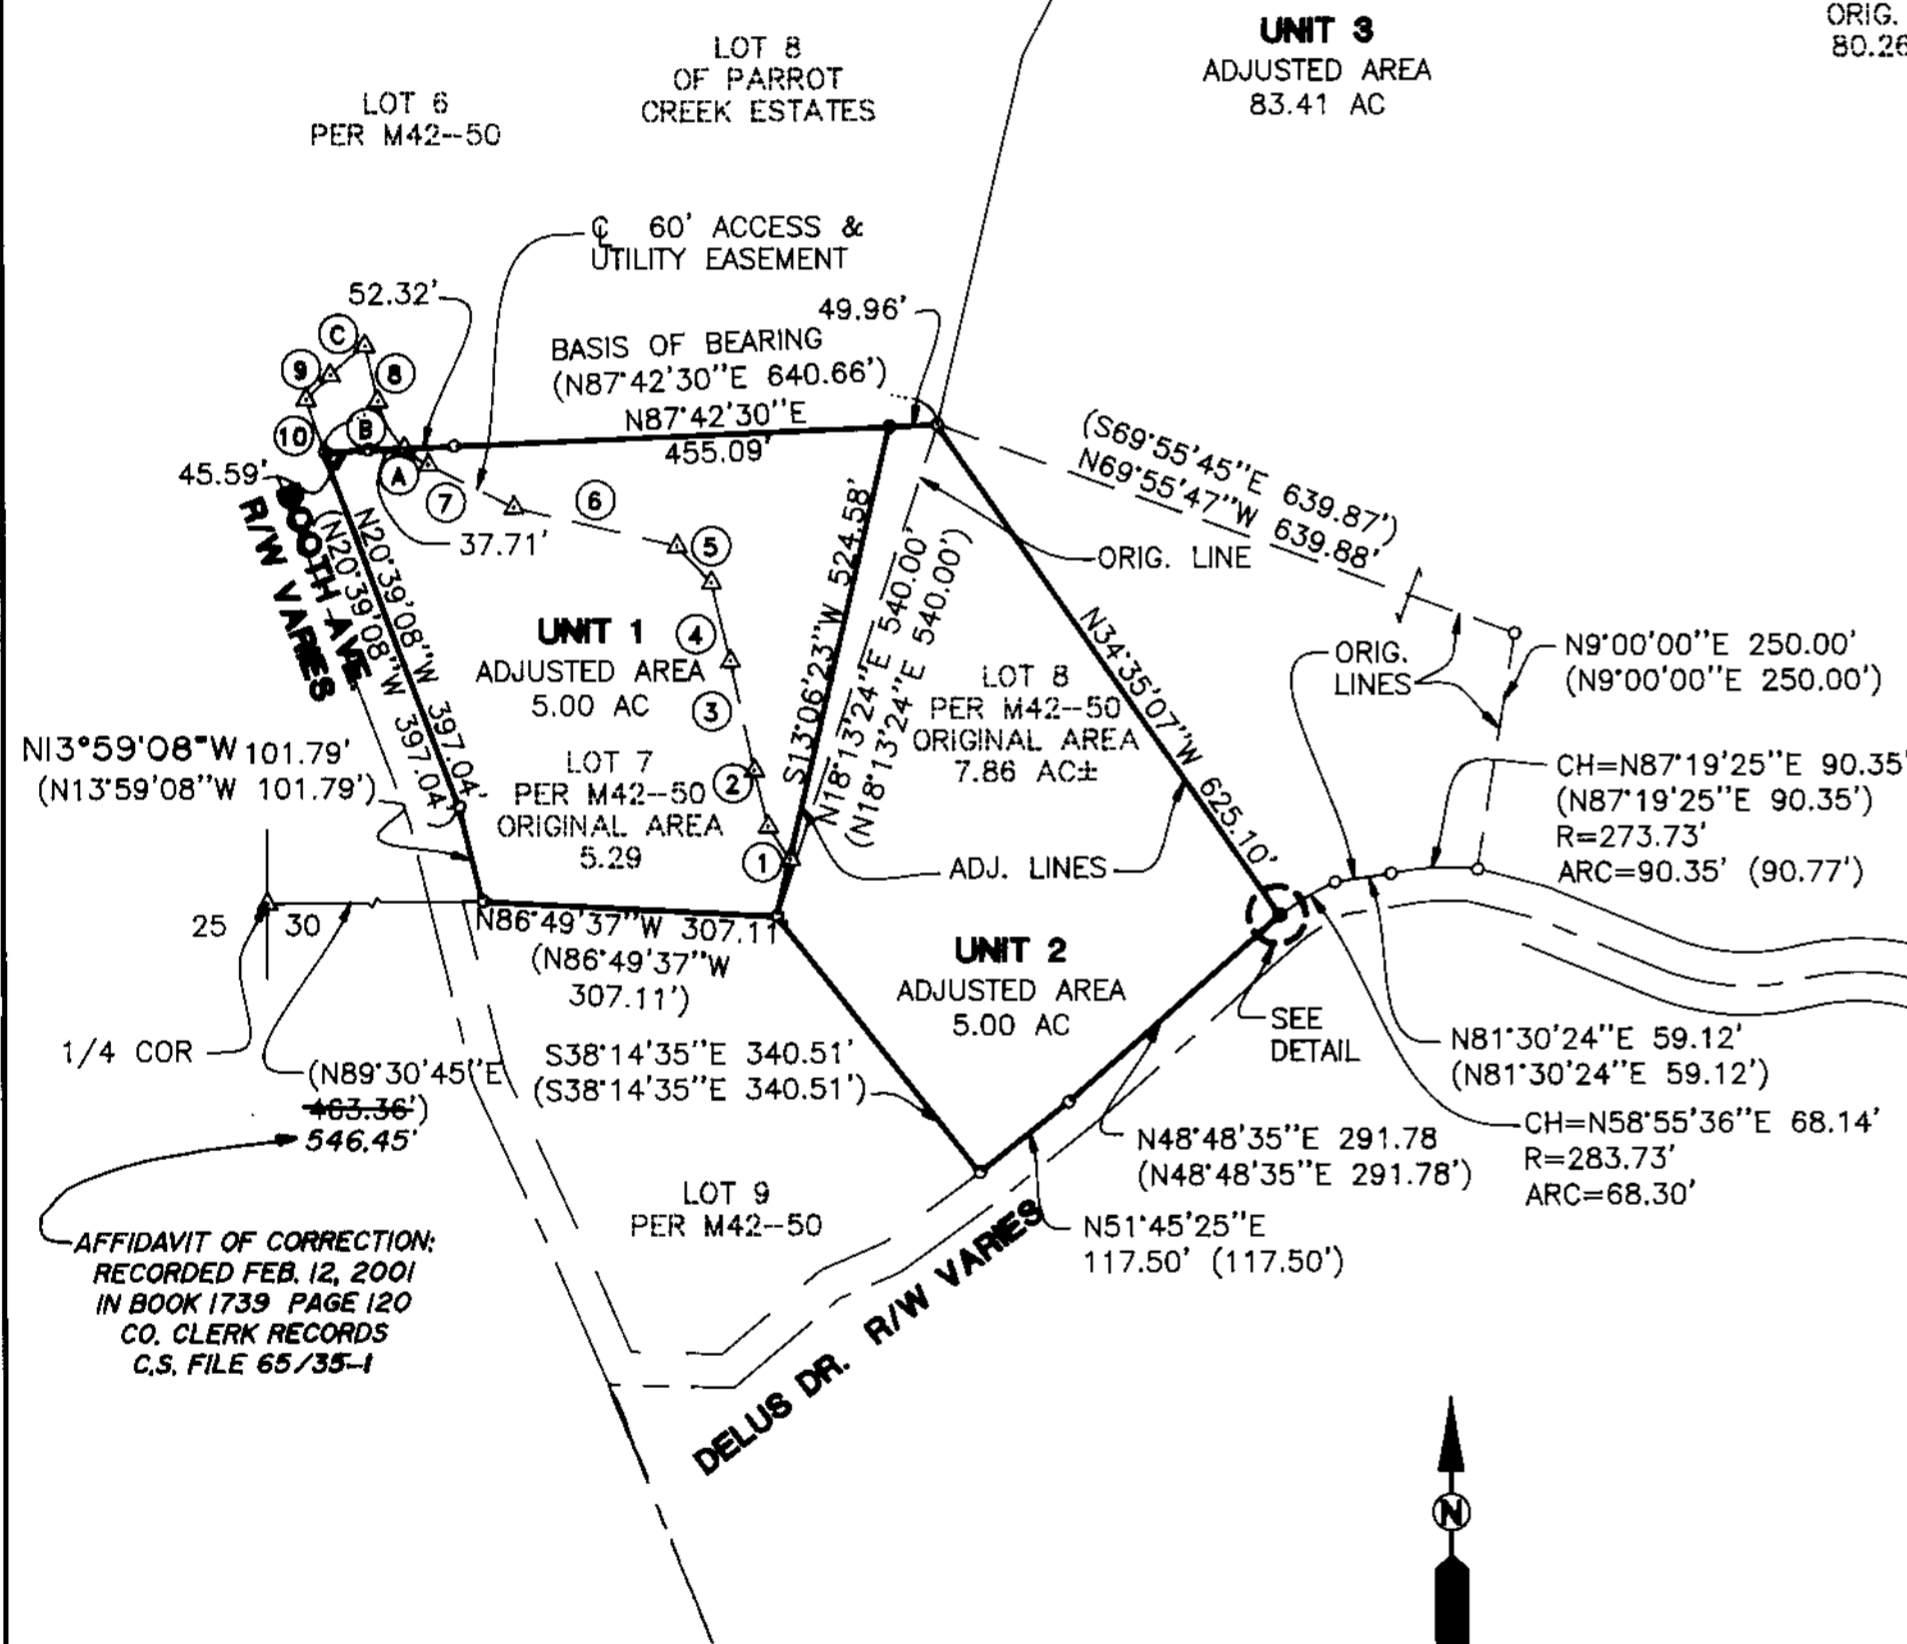 UNIT 3
ADJUSTED AREA
83.41 AC
ORIG.
80.26
LOT 8
OF PARROT
CREEK ESTATES
LOT 6
PER M42--50
℄ 60' ACCESS &
UTILITY EASEMENT
52.32'
49.96'
BASIS OF BEARING
(N87°42'30"E 640.66')
N87°42'30"E
455.09'
C
9
8
10
B
A
7
6
5
4
3
2
1
45.59'
37.71'
BOOTH AVE.
R/W VARIES
N20°39'08"W 397.04'
(N20°39'08"W 397.04')
(S69°55'45"E 639.87')
N69°55'47"W 639.88'
ORIG. LINE
S13°06'23"W 524.58'
N18°13'24"E 540.00'
(N18°13'24"E 540.00')
N34°35'07"W 625.10'
UNIT 1
ADJUSTED AREA
5.00 AC
LOT 7
PER M42--50
ORIGINAL AREA
5.29
LOT 8
PER M42--50
ORIGINAL AREA
7.86 AC±
ORIG.
LINES
N9°00'00"E 250.00'
(N9°00'00"E 250.00')
N13°59'08"W 101.79'
(N13°59'08"W 101.79')
CH=N87°19'25"E 90.35'
(N87°19'25"E 90.35')
R=273.73'
ARC=90.35' (90.77')
ADJ. LINES
25
30
N86°49'37"W 307.11
(N86°49'37"W
307.11')
UNIT 2
ADJUSTED AREA
5.00 AC
SEE
DETAIL
1/4 COR
(N89°30'45"E
463.36')
546.45'
S38°14'35"E 340.51'
(S38°14'35"E 340.51')
N81°30'24"E 59.12'
(N81°30'24"E 59.12')
CH=N58°55'36"E 68.14'
R=283.73'
ARC=68.30'
N48°48'35"E 291.78
(N48°48'35"E 291.78')
N51°45'25"E
117.50' (117.50')
LOT 9
PER M42--50
AFFIDAVIT OF CORRECTION:
RECORDED FEB. 12, 2001
IN BOOK 1739 PAGE 120
CO. CLERK RECORDS
C.S. FILE 65/35-1
DELUS DR. R/W VARIES
N